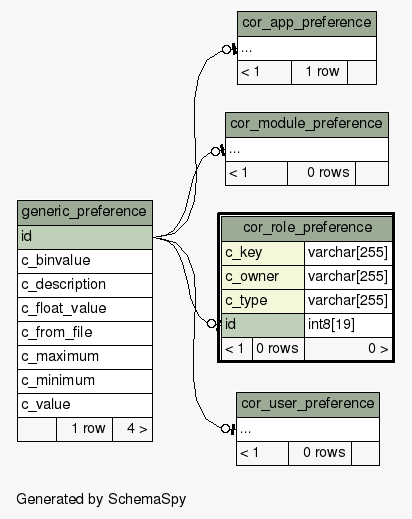 cor_app_preference
...
< 1 1 row
cor_module_preference
...
< 1 0 rows
generic_preference
id
c_binvalue
c_description
c_float_value
c_from_file
c_maximum
c_minimum
c_value
1 row 4 >
cor_role_preference
c_key varchar[255]
c_owner varchar[255]
c_type varchar[255]
id int8[19]
< 1 0 rows 0 >
cor_user_preference
...
< 1 0 rows
Generated by SchemaSpy